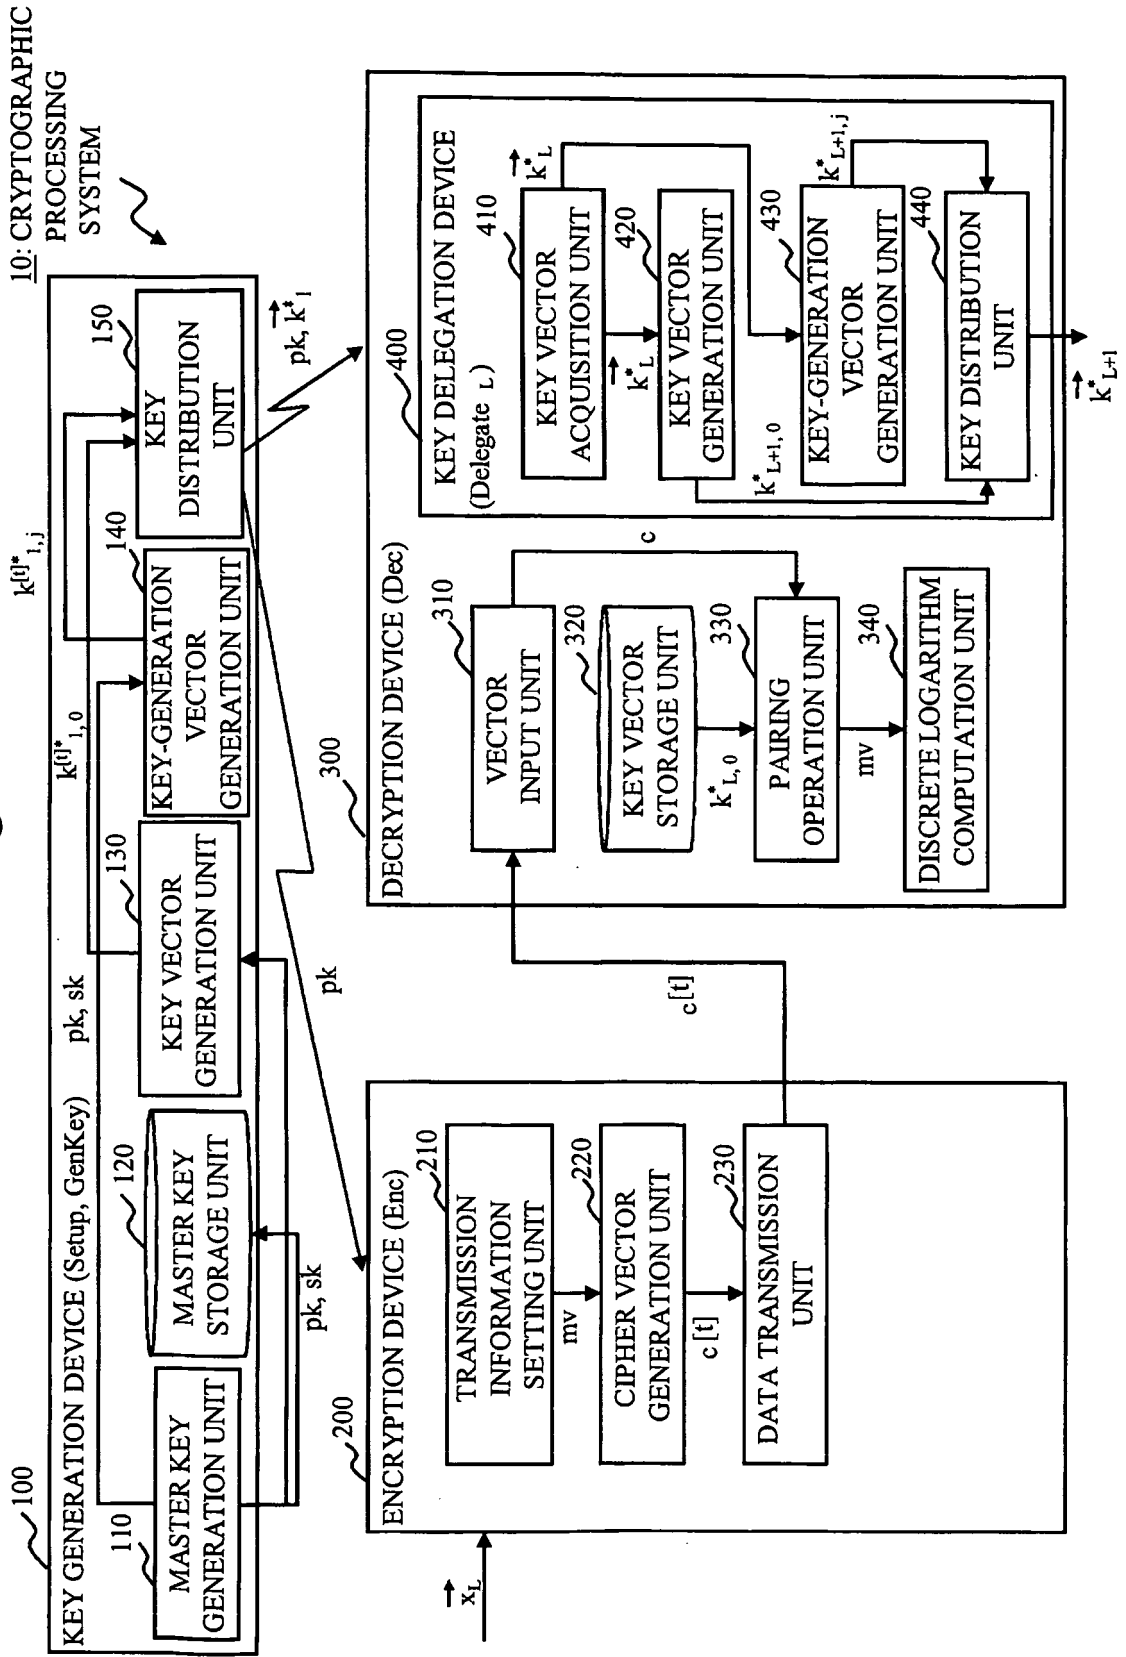 10: CRYPTOGRAPHIC
PROCESSING
SYSTEM
100
KEY GENERATION DEVICE (Setup, GenKey)
pk, sk
k[t]*1,0
k[t]*1,j
110
MASTER KEY
GENERATION UNIT
120
MASTER KEY
STORAGE UNIT
130
KEY VECTOR
GENERATION UNIT
140
KEY-GENERATION
VECTOR
GENERATION UNIT
150
KEY
DISTRIBUTION
UNIT
pk, sk
pk
pk, k*1
200
ENCRYPTION DEVICE (Enc)
xL
210
TRANSMISSION
INFORMATION
SETTING UNIT
mv
220
CIPHER VECTOR
GENERATION UNIT
c[t]
230
DATA TRANSMISSION
UNIT
c[t]
300
DECRYPTION DEVICE (Dec)
310
VECTOR
INPUT UNIT
c
320
KEY VECTOR
STORAGE UNIT
k*L,0
330
PAIRING
OPERATION UNIT
mv
340
DISCRETE LOGARITHM
COMPUTATION UNIT
400
KEY DELEGATION DEVICE
(Delegate L)
410
KEY VECTOR
ACQUISITION UNIT
k*L
k*L
420
KEY VECTOR
GENERATION UNIT
k*L+1,0
430
KEY-GENERATION
VECTOR
GENERATION UNIT
k*L+1,j
440
KEY DISTRIBUTION
UNIT
k*L+1